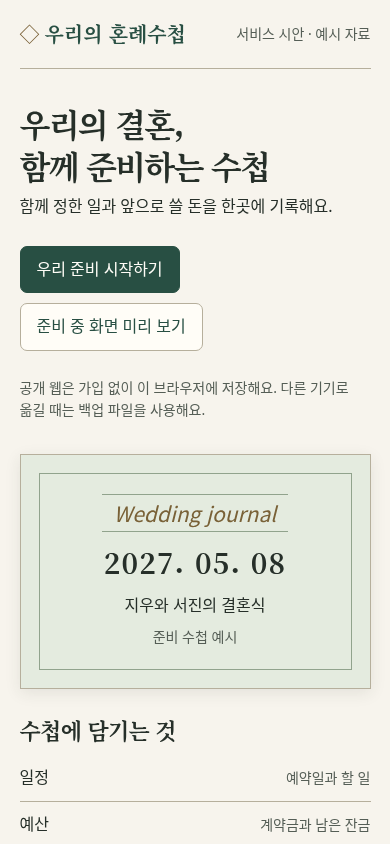 우리의 혼례수첩
서비스 시안 · 예시 자료
우리의 결혼,
함께 준비하는 수첩
함께 정한 일과 앞으로 쓸 돈을 한곳에 기록해요.
우리 준비 시작하기
준비 중 화면 미리 보기
공개 웹은 가입 없이 이 브라우저에 저장해요. 다른 기기로
옮길 때는 백업 파일을 사용해요.
Wedding journal
2027. 05. 08
지우와 서진의 결혼식
준비 수첩 예시
수첩에 담기는 것
일정
예약일과 할 일
예산
계약금과 남은 잔금